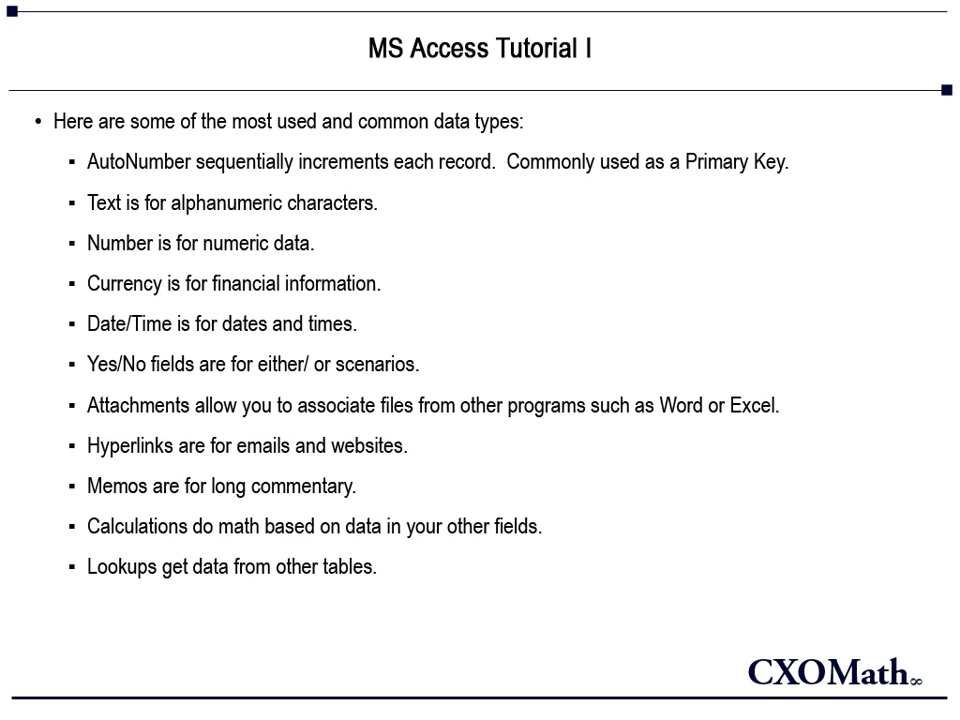 MS Access Tutorial I
• Here are some of the most used and common data types:
▪ AutoNumber sequentially increments each record.  Commonly used as a Primary Key.
▪ Text is for alphanumeric characters.
▪ Number is for numeric data.
▪ Currency is for financial information.
▪ Date/Time is for dates and times.
▪ Yes/No fields are for either/ or scenarios.
▪ Attachments allow you to associate files from other programs such as Word or Excel.
▪ Hyperlinks are for emails and websites.
▪ Memos are for long commentary.
▪ Calculations do math based on data in your other fields.
▪ Lookups get data from other tables.
CXOMath∞